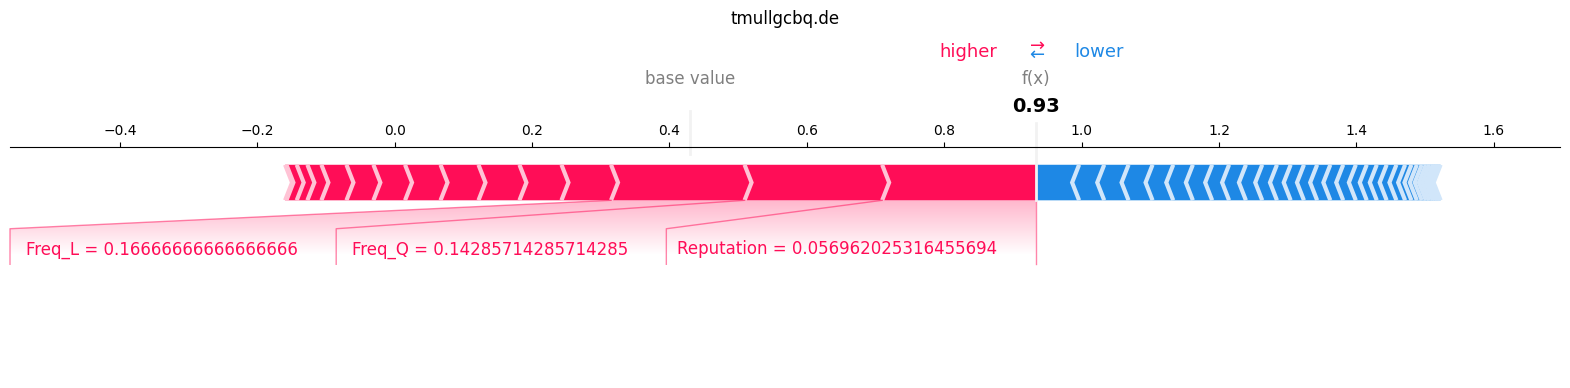 tmullgcbq.de
higher ⇄ lower
base value f(x)
0.93
−0.4 −0.2 0.0 0.2 0.4 0.6 0.8 1.0 1.2 1.4 1.6
Freq_L = 0.16666666666666666 Freq_Q = 0.14285714285714285 Reputation = 0.056962025316455694